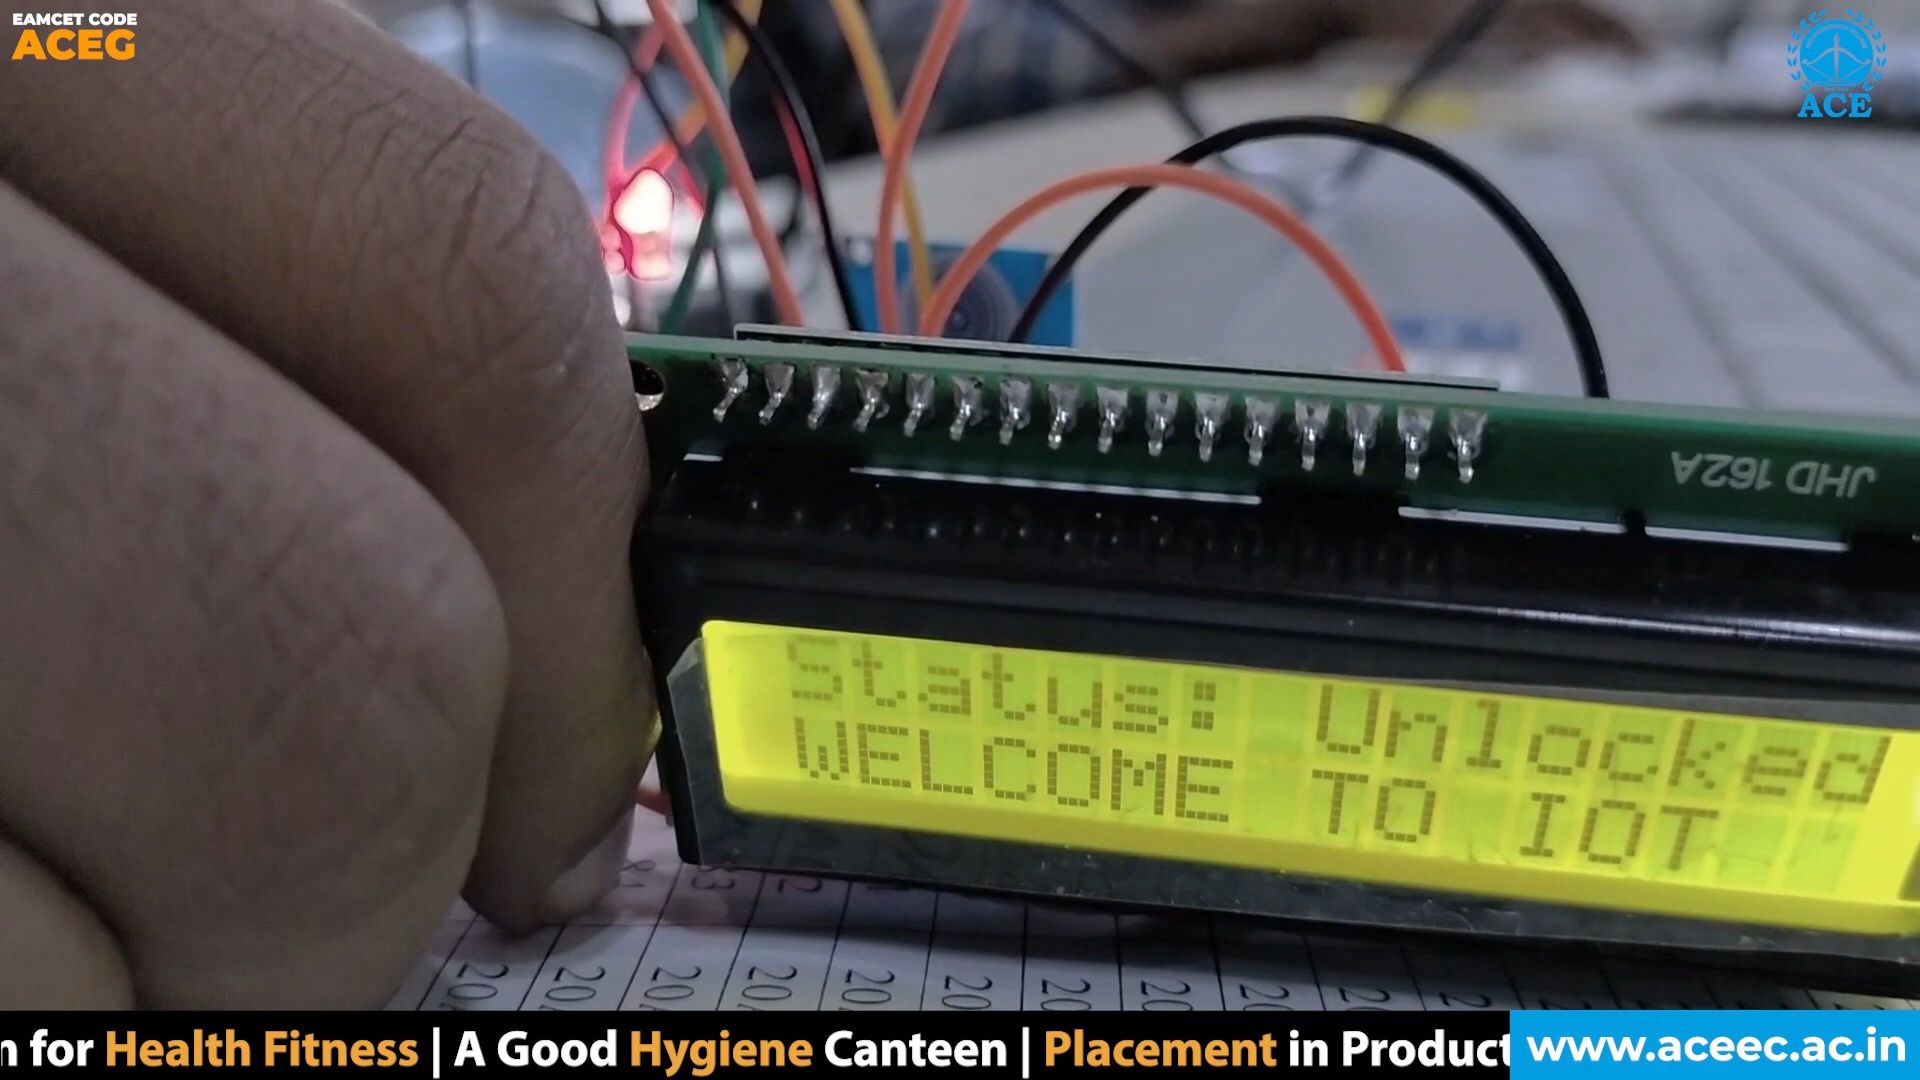 EAMCET CODE
ACEG
ACE
JHD 162A
Status: Unlocked
WELCOME TO IOT
n for Health Fitness | A Good Hygiene Canteen | Placement in Product
www.aceec.ac.in